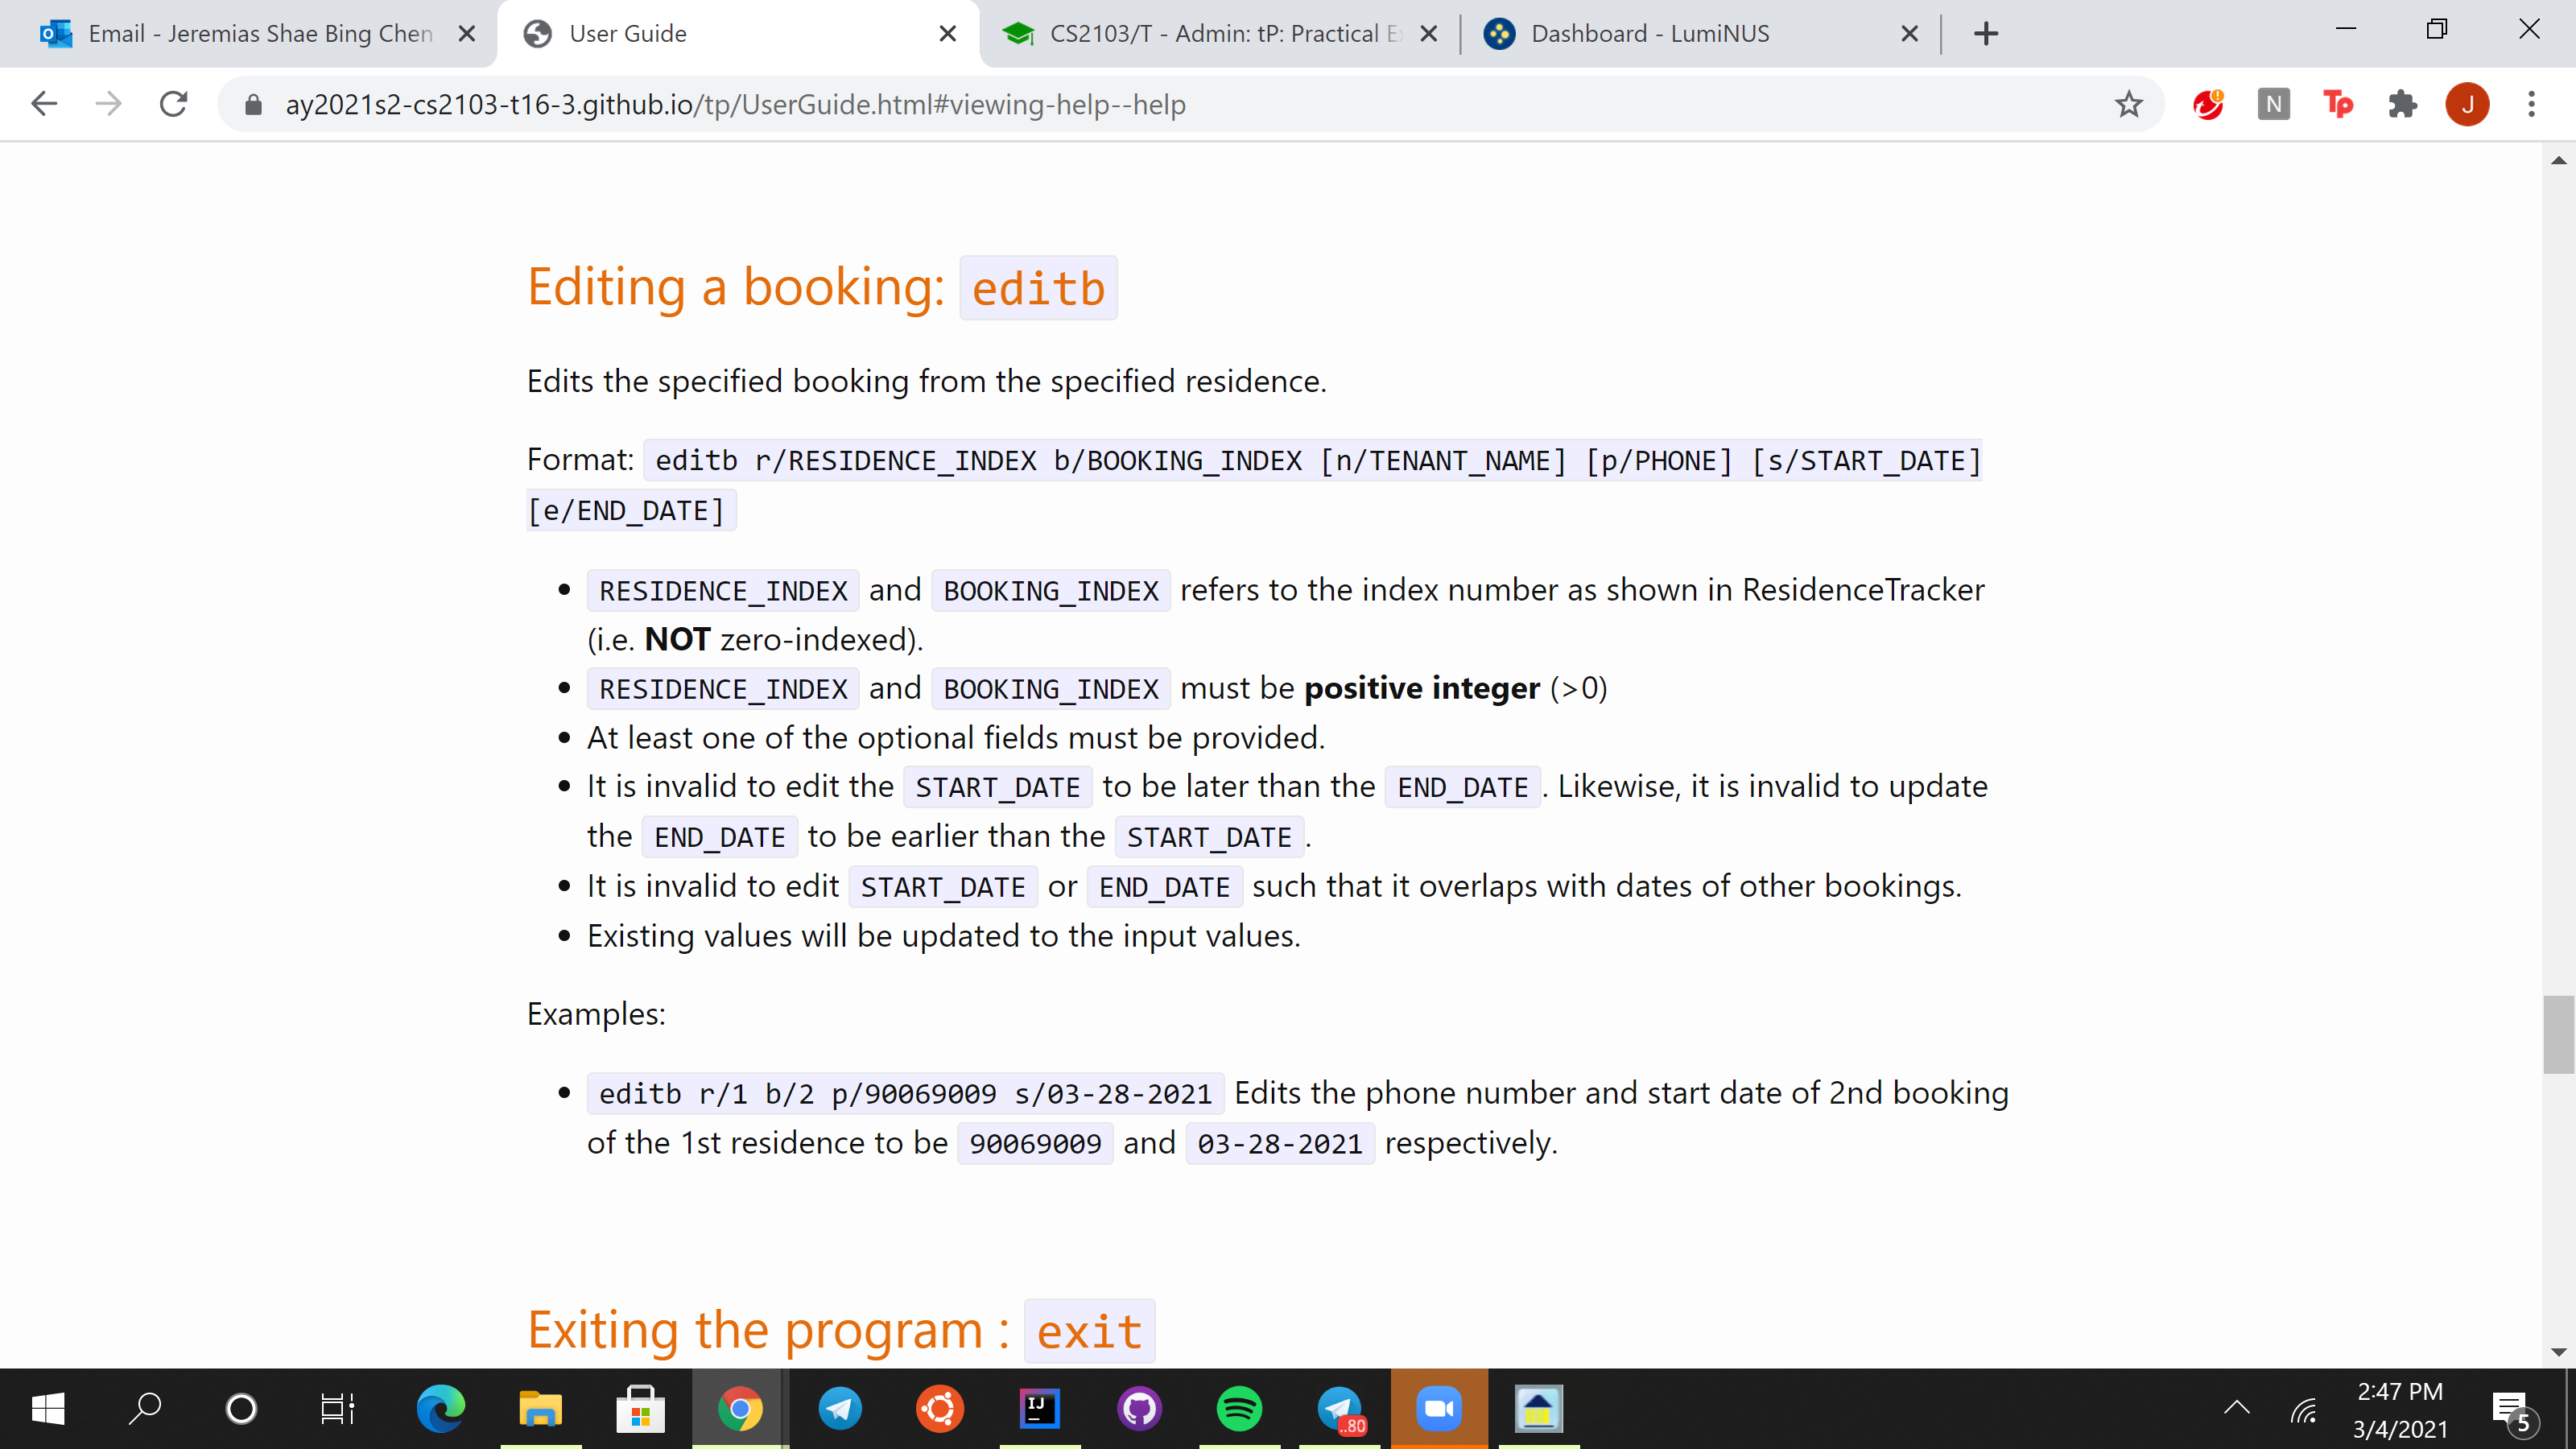 Email - Jeremias Shae Bing Chen
User Guide
CS2103/T - Admin: tP: Practical E
Dashboard - LumiNUS
ay2021s2-cs2103-t16-3.github.io/tp/UserGuide.html#viewing-help--help
N
Tp
J
Editing a booking: editb
Edits the specified booking from the specified residence.
Format: editb r/RESIDENCE_INDEX b/BOOKING_INDEX [n/TENANT_NAME] [p/PHONE] [s/START_DATE]
[e/END_DATE]
RESIDENCE_INDEX and BOOKING_INDEX refers to the index number as shown in ResidenceTracker
(i.e. NOT zero-indexed).
RESIDENCE_INDEX and BOOKING_INDEX must be positive integer (>0)
At least one of the optional fields must be provided.
It is invalid to edit the START_DATE to be later than the END_DATE. Likewise, it is invalid to update
the END_DATE to be earlier than the START_DATE.
It is invalid to edit START_DATE or END_DATE such that it overlaps with dates of other bookings.
Existing values will be updated to the input values.
Examples:
editb r/1 b/2 p/90069009 s/03-28-2021 Edits the phone number and start date of 2nd booking
of the 1st residence to be 90069009 and 03-28-2021 respectively.
Exiting the program : exit
IJ
..80
2:47 PM
3/4/2021
5